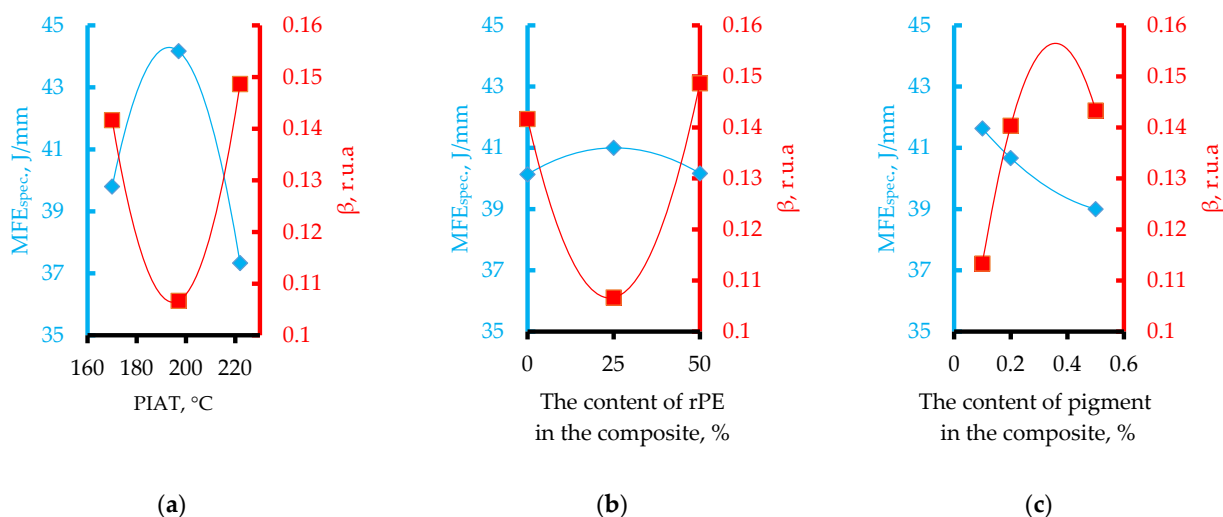 45
43
41
39
37
35
MFEspec., J/mm
0.16
0.15
0.14
0.13
0.12
0.11
0.1
β, r.u.a
160 180 200 220
PIAT, °C
(a)
45
43
41
39
37
35
MFEspec., J/mm
0.16
0.15
0.14
0.13
0.12
0.11
0.1
β, r.u.a
0 25 50
The content of rPE
in the composite, %
(b)
45
43
41
39
37
35
MFEspec., J/mm
0.16
0.15
0.14
0.13
0.12
0.11
0.1
β, r.u.a
0 0.2 0.4 0.6
The content of pigment
in the composite, %
(c)